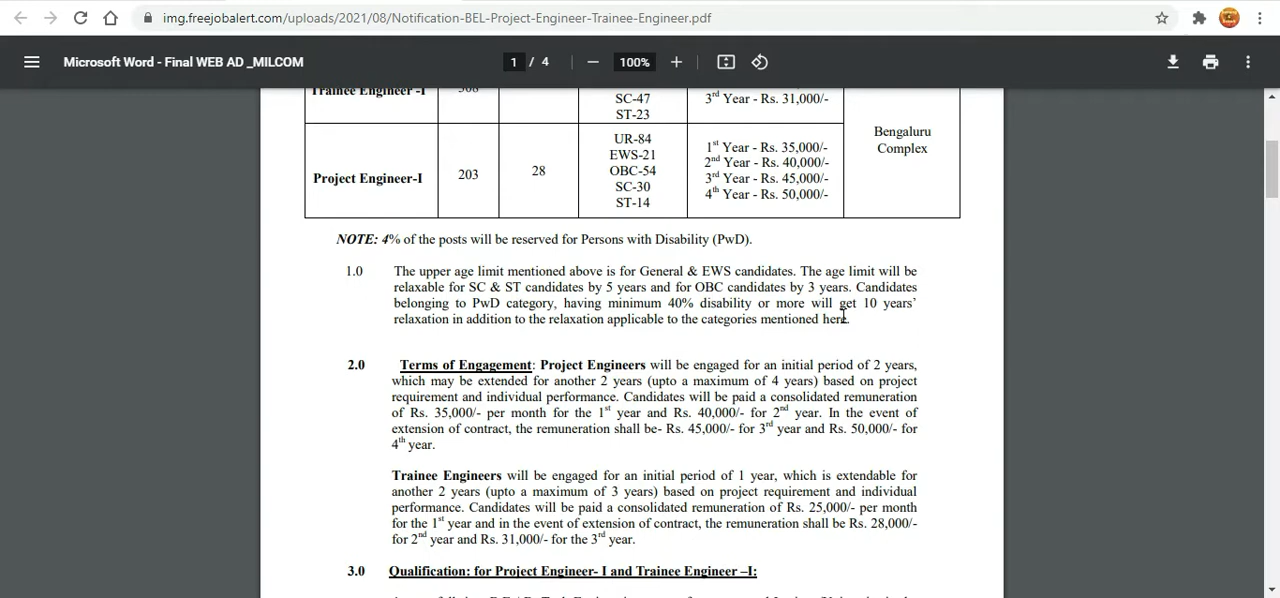 img.freejobalert.com/uploads/2021/08/Notification-BEL-Project-Engineer-Trainee-Engineer.pdf
Microsoft Word - Final WEB AD _MILCOM
1 / 4
100%
Trainee Engineer -I
308
SC-47
ST-23
3rd Year - Rs. 31,000/-
Bengaluru
Complex
Project Engineer-I
203
28
UR-84
EWS-21
OBC-54
SC-30
ST-14
1st Year - Rs. 35,000/-
2nd Year - Rs. 40,000/-
3rd Year - Rs. 45,000/-
4th Year - Rs. 50,000/-
NOTE: 4% of the posts will be reserved for Persons with Disability (PwD).
1.0 The upper age limit mentioned above is for General & EWS candidates. The age limit will be
relaxable for SC & ST candidates by 5 years and for OBC candidates by 3 years. Candidates
belonging to PwD category, having minimum 40% disability or more will get 10 years’
relaxation in addition to the relaxation applicable to the categories mentioned here.
2.0 Terms of Engagement: Project Engineers will be engaged for an initial period of 2 years,
which may be extended for another 2 years (upto a maximum of 4 years) based on project
requirement and individual performance. Candidates will be paid a consolidated remuneration
of Rs. 35,000/- per month for the 1st year and Rs. 40,000/- for 2nd year. In the event of
extension of contract, the remuneration shall be- Rs. 45,000/- for 3rd year and Rs. 50,000/- for
4th year.
Trainee Engineers will be engaged for an initial period of 1 year, which is extendable for
another 2 years (upto a maximum of 3 years) based on project requirement and individual
performance. Candidates will be paid a consolidated remuneration of Rs. 25,000/- per month
for the 1st year and in the event of extension of contract, the remuneration shall be Rs. 28,000/-
for 2nd year and Rs. 31,000/- for the 3rd year.
3.0 Qualification: for Project Engineer- I and Trainee Engineer –I: